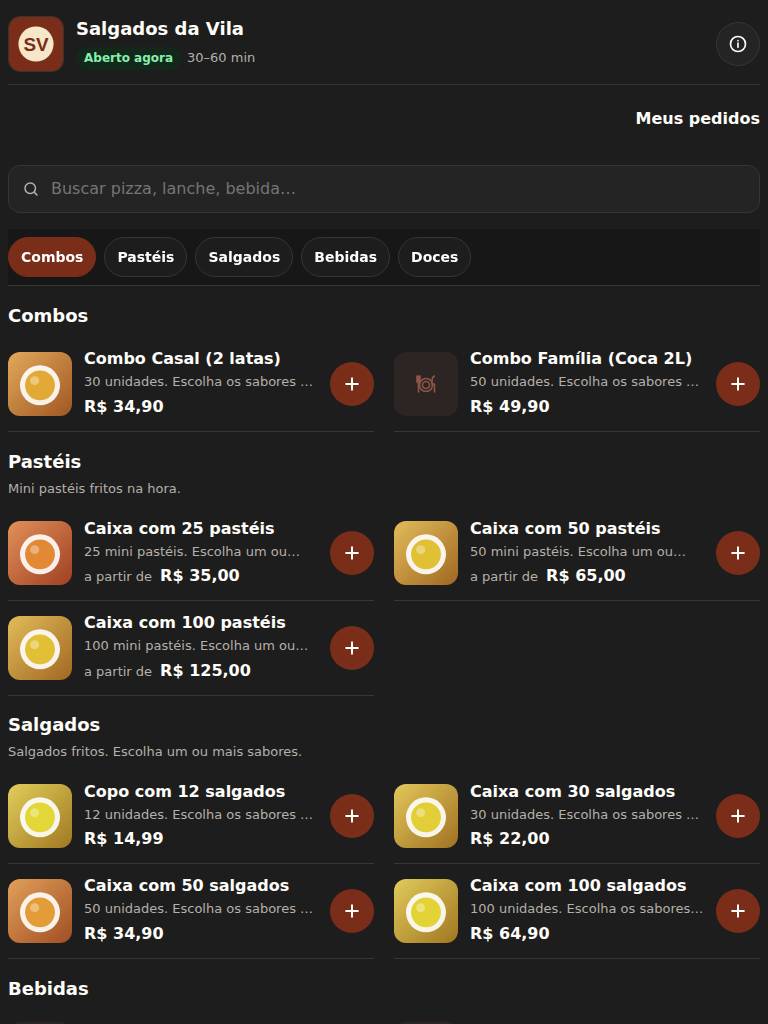 SV
Salgados da Vila
Aberto agora 30–60 min
Meus pedidos
Buscar pizza, lanche, bebida…
Combos Pastéis Salgados Bebidas Doces
Combos
Combo Casal (2 latas)
30 unidades. Escolha os sabores …
R$ 34,90
Combo Família (Coca 2L)
50 unidades. Escolha os sabores …
R$ 49,90
Pastéis
Mini pastéis fritos na hora.
Caixa com 25 pastéis
25 mini pastéis. Escolha um ou…
a partir de R$ 35,00
Caixa com 50 pastéis
50 mini pastéis. Escolha um ou…
a partir de R$ 65,00
Caixa com 100 pastéis
100 mini pastéis. Escolha um ou…
a partir de R$ 125,00
Salgados
Salgados fritos. Escolha um ou mais sabores.
Copo com 12 salgados
12 unidades. Escolha os sabores …
R$ 14,99
Caixa com 30 salgados
30 unidades. Escolha os sabores …
R$ 22,00
Caixa com 50 salgados
50 unidades. Escolha os sabores …
R$ 34,90
Caixa com 100 salgados
100 unidades. Escolha os sabores…
R$ 64,90
Bebidas